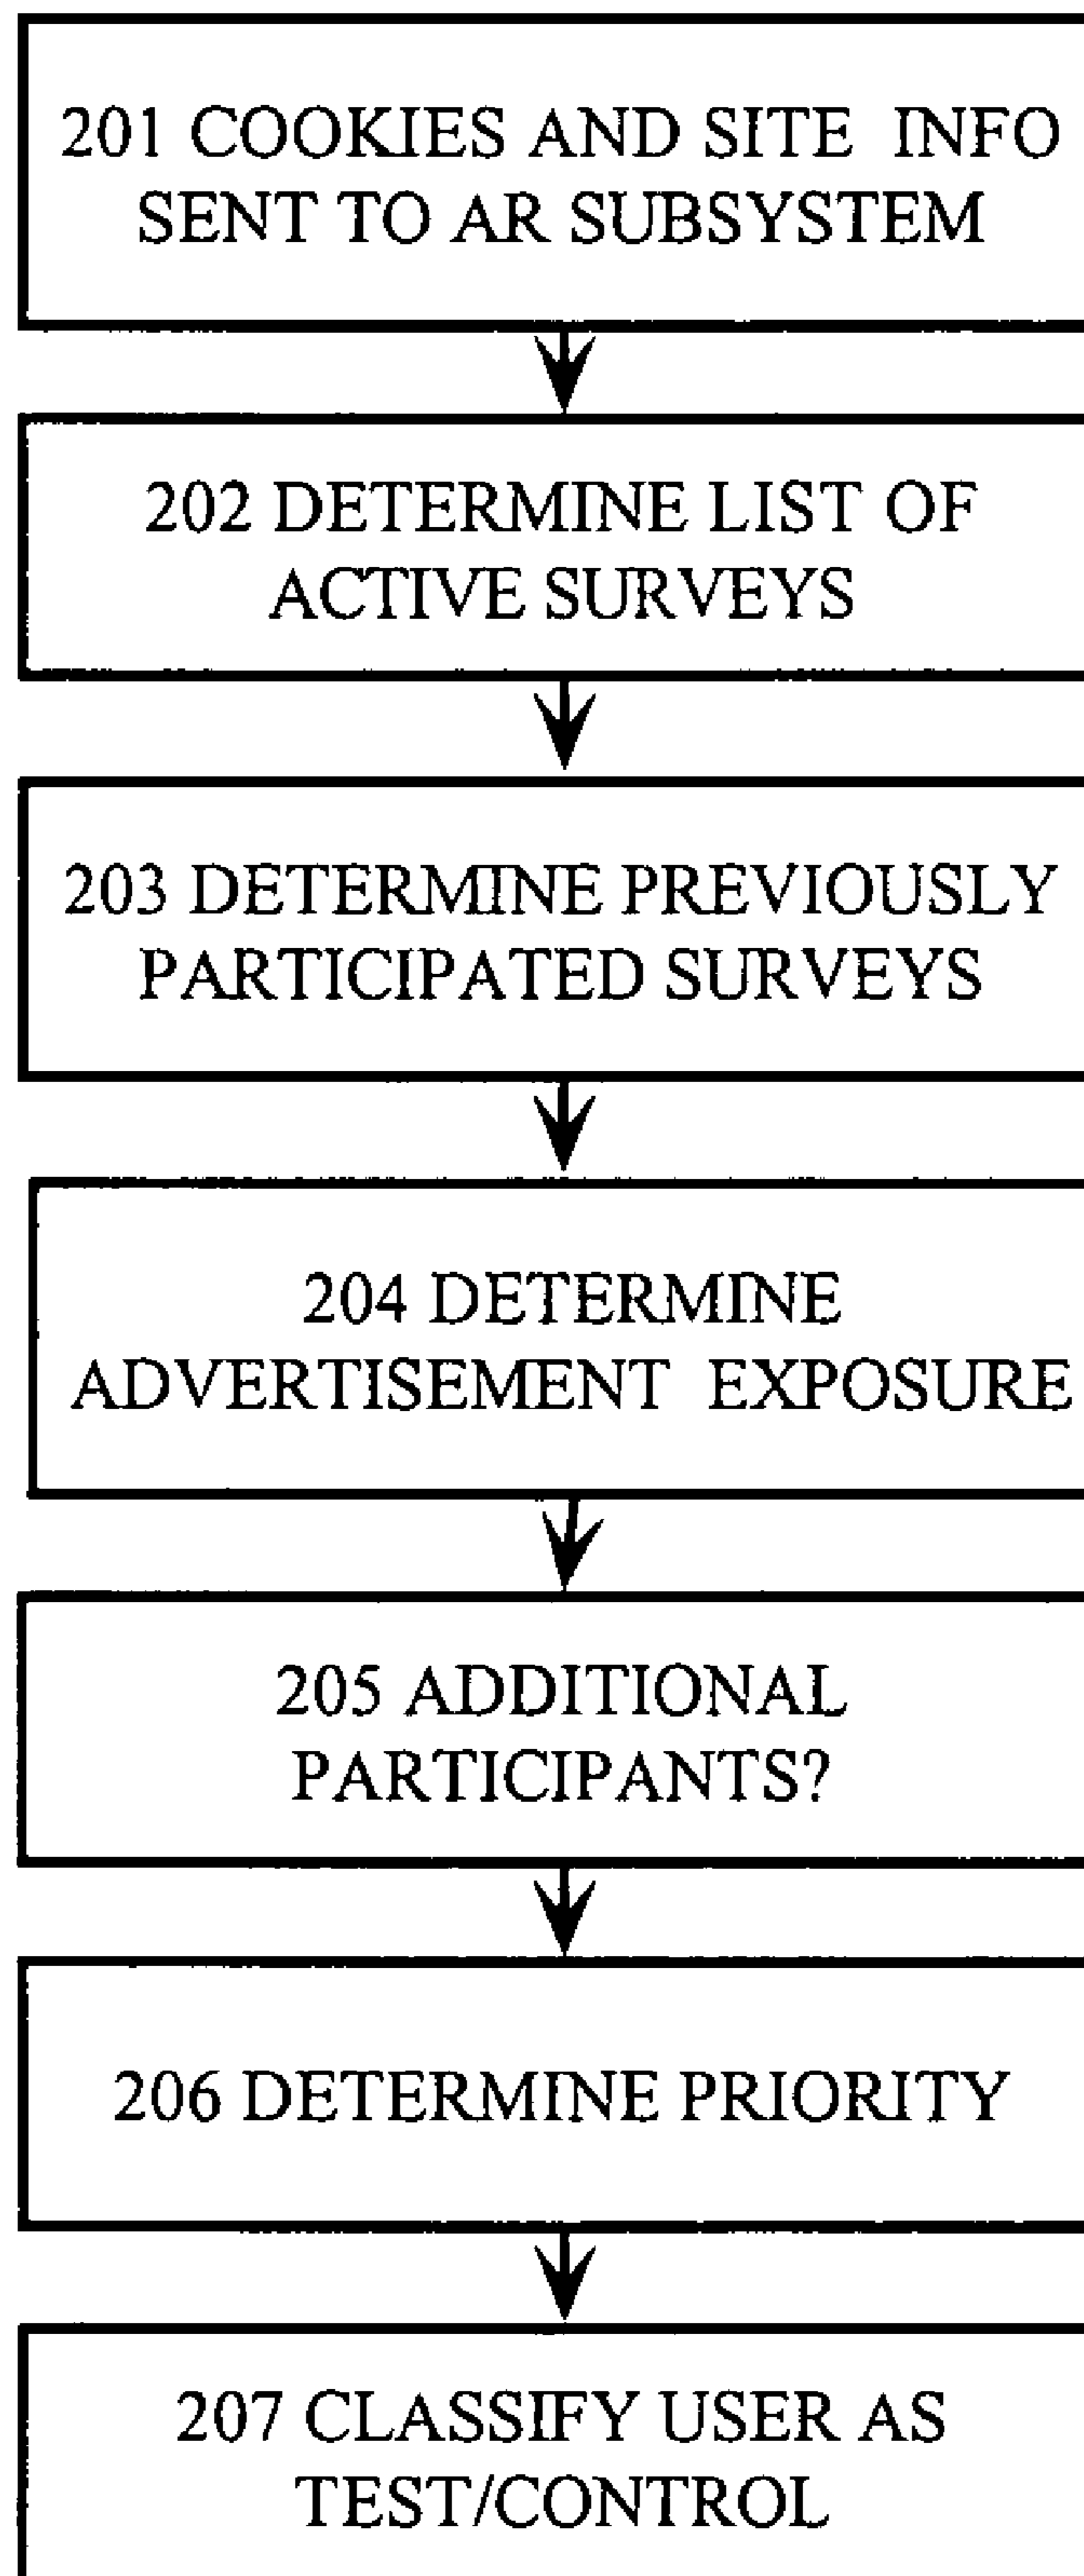 201 COOKIES AND SITE INFO
SENT TO AR SUBSYSTEM
202 DETERMINE LIST OF
ACTIVE SURVEYS
203 DETERMINE PREVIOUSLY
PARTICIPATED SURVEYS
204 DETERMINE
ADVERTISEMENT EXPOSURE
205 ADDITIONAL
PARTICIPANTS?
206 DETERMINE PRIORITY
207 CLASSIFY USER AS
TEST/CONTROL